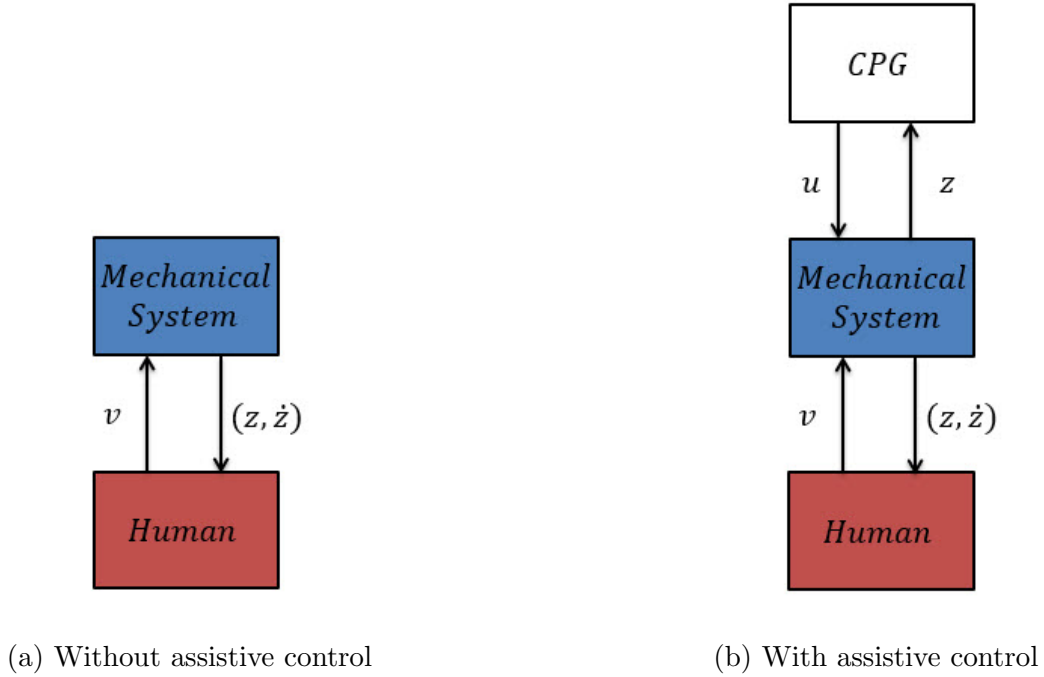 CPG
u
z
Mechanical
System
Mechanical
System
v
(z, ż)
v
(z, ż)
Human
Human
(a) Without assistive control
(b) With assistive control